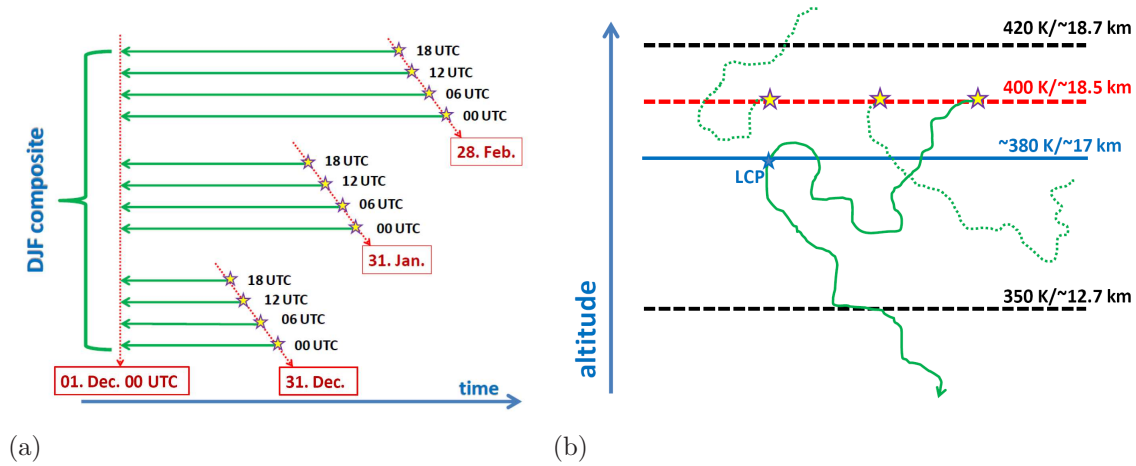 18 UTC
12 UTC
06 UTC
00 UTC
28. Feb.
18 UTC
12 UTC
06 UTC
00 UTC
31. Jan.
18 UTC
12 UTC
06 UTC
00 UTC
DJF composite
01. Dec. 00 UTC
31. Dec.
time
(a)
420 K/~18.7 km
400 K/~18.5 km
~380 K/~17 km
LCP
350 K/~12.7 km
altitude
(b)